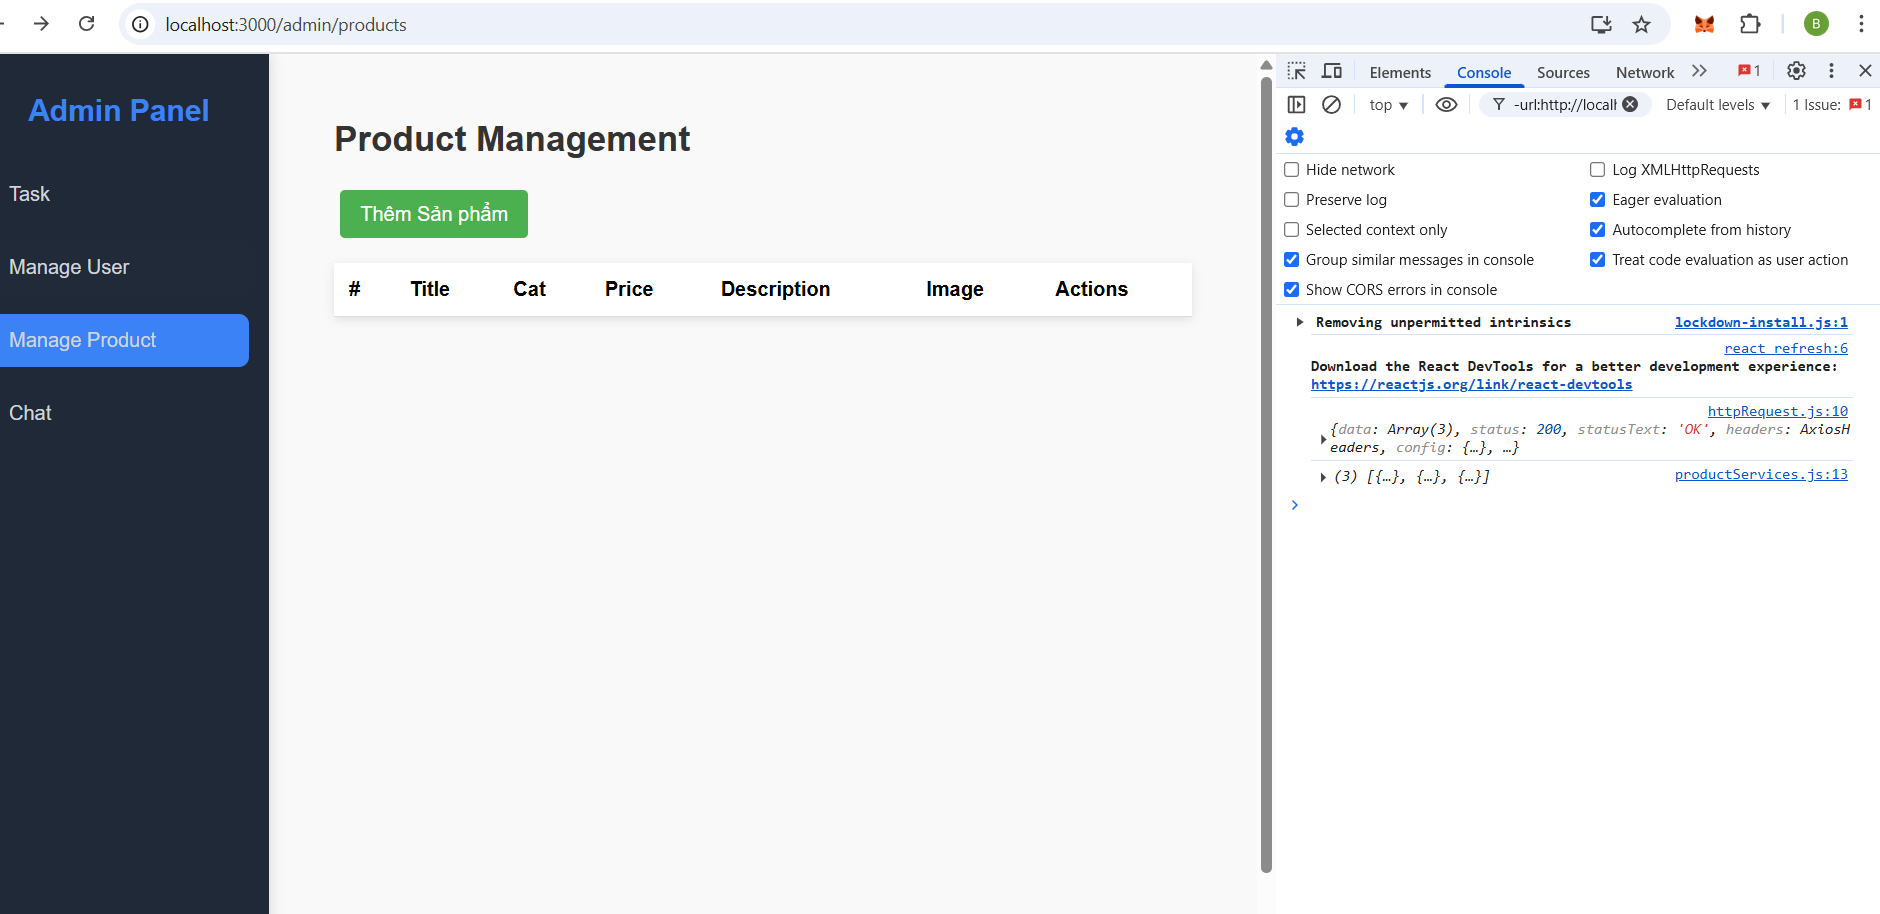 localhost:3000/admin/products
B
Admin Panel
Task
Manage User
Manage Product
Chat
Product Management
Thêm Sản phẩm
# Title Cat Price Description Image Actions
Elements Console Sources Network 1
top -url:http://localh Default levels 1 Issue: 1
Hide network Log XMLHttpRequests
Preserve log Eager evaluation
Selected context only Autocomplete from history
Group similar messages in console Treat code evaluation as user action
Show CORS errors in console
Removing unpermitted intrinsics lockdown-install.js:1
react refresh:6
Download the React DevTools for a better development experience:
https://reactjs.org/link/react-devtools
httpRequest.js:10
{data: Array(3), status: 200, statusText: 'OK', headers: AxiosH
eaders, config: {…}, …}
(3) [{…}, {…}, {…}] productServices.js:13